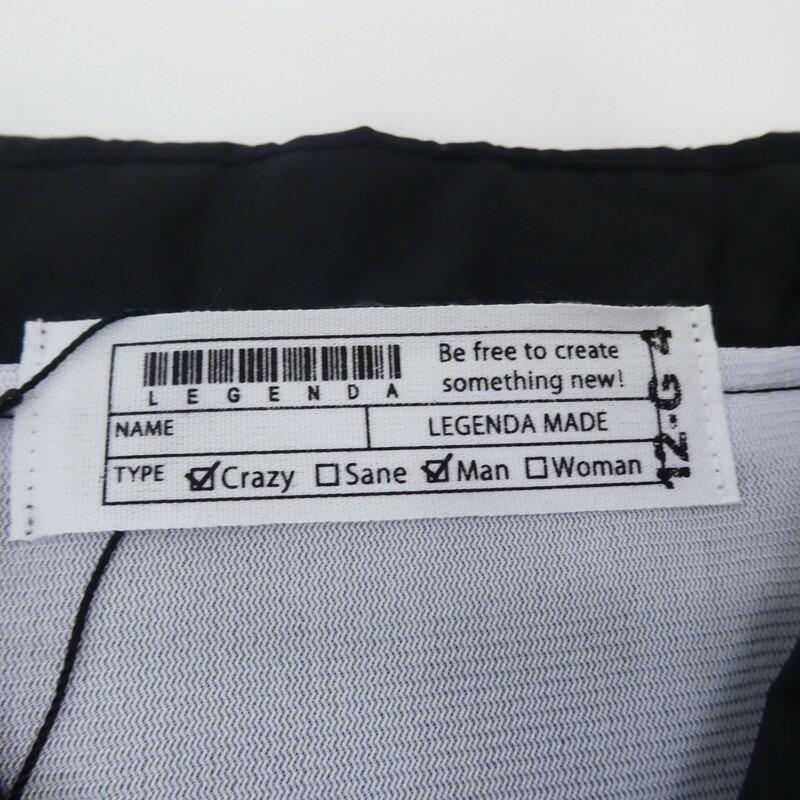 LEGENDA
Be free to create
something new!
NAME
LEGENDA MADE
TYPE ☑Crazy ☐Sane ☑Man ☐Woman
12-G 4